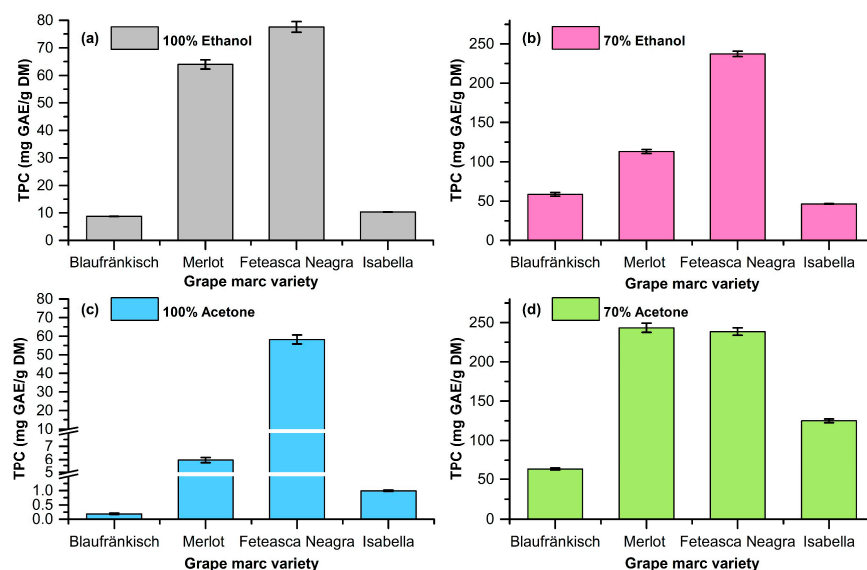 (a) 100% Ethanol
TPC (mg GAE/g DM)
80
70
60
50
40
30
20
10
0
Blaufränkisch Merlot Feteasca Neagra Isabella
Grape marc variety
(b) 70% Ethanol
TPC (mg GAE/g DM)
250
200
150
100
50
0
Blaufränkisch Merlot Feteasca Neagra Isabella
Grape marc variety
(c) 100% Acetone
TPC (mg GAE/g DM)
80
70
60
50
40
30
20
10
7
6
5
1.0
0.5
0.0
Blaufränkisch Merlot Feteasca Neagra Isabella
Grape marc variety
(d) 70% Acetone
TPC (mg GAE/g DM)
250
200
150
100
50
0
Blaufränkisch Merlot Feteasca Neagra Isabella
Grape marc variety